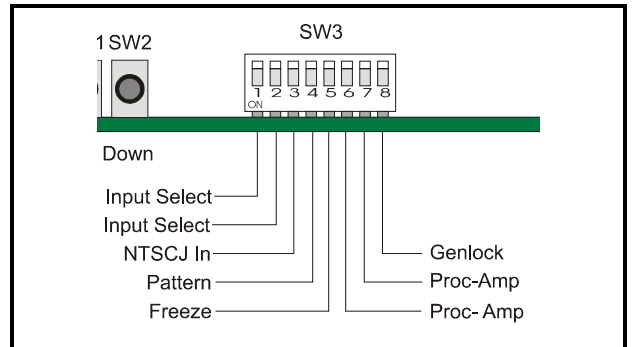 SW3
1 SW2
1 2 3 4 5 6 7 8
ON
Down
Input Select
Input Select
NTSCJ In
Pattern
Freeze
Genlock
Proc-Amp
Proc- Amp